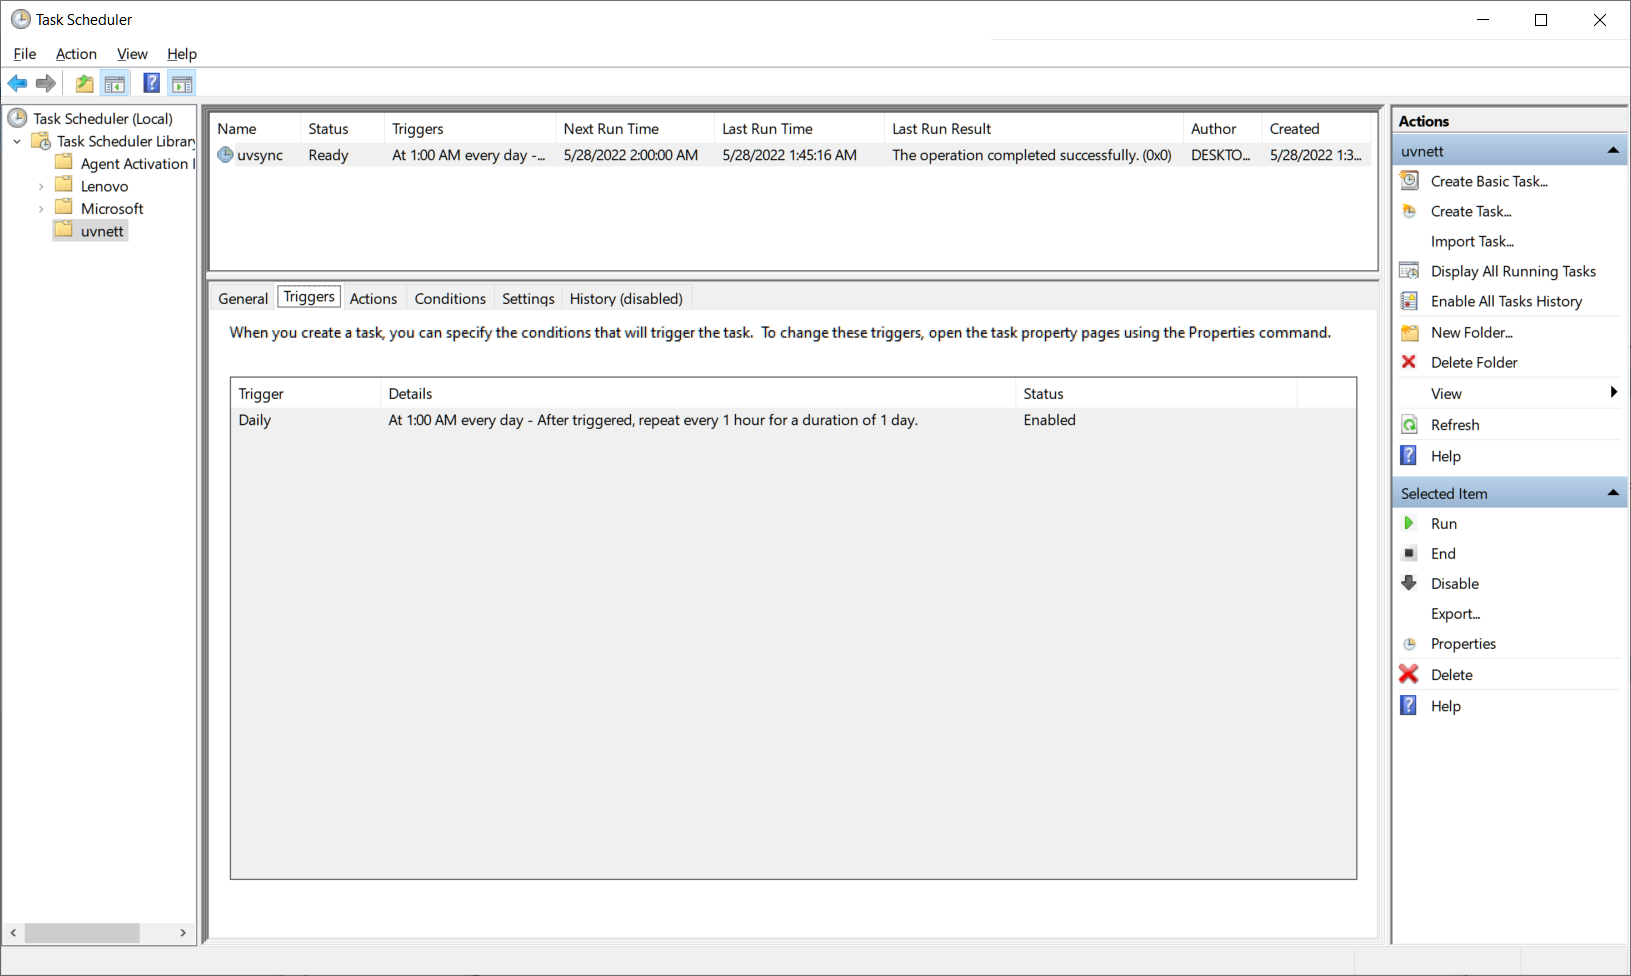 Task Scheduler
File Action View Help
Task Scheduler (Local)
Task Scheduler Library
Agent Activation
Lenovo
Microsoft
uvnett
Name Status Triggers Next Run Time Last Run Time Last Run Result Author Created
uvsync Ready At 1:00 AM every day -... 5/28/2022 2:00:00 AM 5/28/2022 1:45:16 AM The operation completed successfully. (0x0) DESKTO... 5/28/2022 1:3...
General Triggers Actions Conditions Settings History (disabled)
When you create a task, you can specify the conditions that will trigger the task. To change these triggers, open the task property pages using the Properties command.
Trigger Details Status
Daily At 1:00 AM every day - After triggered, repeat every 1 hour for a duration of 1 day. Enabled
Actions
uvnett
Create Basic Task...
Create Task...
Import Task...
Display All Running Tasks
Enable All Tasks History
New Folder...
Delete Folder
View
Refresh
Help
Selected Item
Run
End
Disable
Export...
Properties
Delete
Help